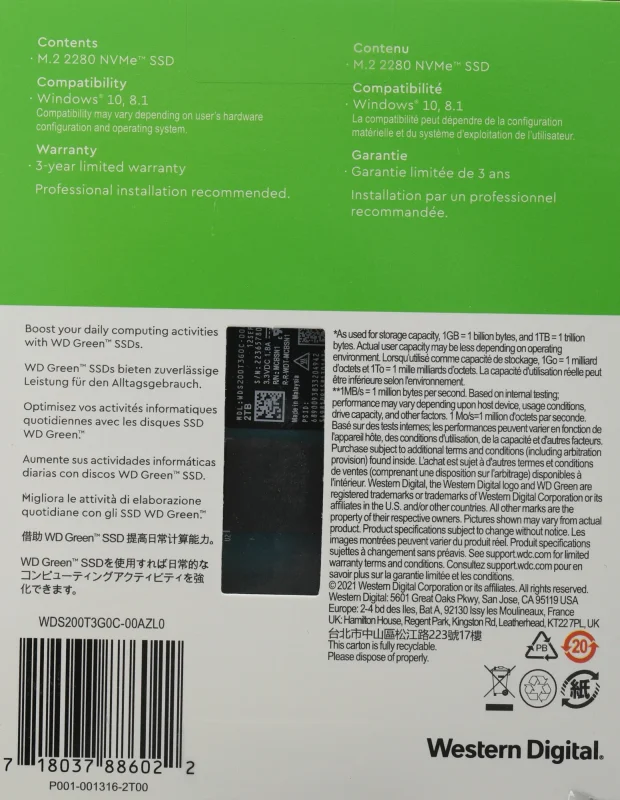 Contents
· M.2 2280 NVMe™ SSD
Compatibility
· Windows® 10, 8.1
Compatibility may vary depending on user's hardware
configuration and operating system.
Warranty
· 3-year limited warranty
Professional installation recommended.
Contenu
· M.2 2280 NVMe™ SSD
Compatibilité
· Windows® 10, 8.1
La compatibilité peut dépendre de la configuration
matérielle et du système d'exploitation de l'utilisateur.
Garantie
· Garantie limitée de 3 ans
Installation par un professionnel
recommandée.
Boost your daily computing activities
with WD Green™ SSDs.
WD Green™ SSDs bieten zuverlässige
Leistung für den Alltagsgebrauch.
Optimisez vos activités informatiques
quotidiennes avec les disques SSD
WD Green™.
Aumente sus actividades informáticas
diarias con discos WD Green™ SSD.
Migliora le attività di elaborazione
quotidiane con gli SSD WD Green™.
借助 WD Green™ SSD 提高日常计算能力。
WD Green™ SSDを使用すれば日常的な
コンピューティングアクティビティを強
化できます。
WDS200T3G0C-00AZL0
7 18037 88602 2
P001-001316-2T00
2TB
3.3VDC 1.8A
Made in Malaysia
*As used for storage capacity, 1GB = 1 billion bytes, and 1TB = 1 trillion
bytes. Actual user capacity may be less depending on operating
environment. Lorsqu'utilisé comme capacité de stockage, 1Go = 1 milliard
d'octets et 1To = 1 mille milliards d'octets. La capacité d'utilisation réelle peut
être inférieure selon l'environnement.
**1MB/s = 1 million bytes per second. Based on internal testing;
performance may vary depending upon host device, usage conditions,
drive capacity, and other factors. 1 Mo/s=1 million d'octets par seconde.
Basé sur des tests internes; les performances peuvent varier en fonction de
l'appareil hôte, des conditions d'utilisation, de la capacité et d'autres facteurs.
Purchase subject to additional terms and conditions (including arbitration
provision) found inside. L'achat est sujet à d'autres termes et conditions
de ventes (comprenant une disposition sur l'arbitrage) disponibles à
l'intérieur. Western Digital, the Western Digital logo and WD Green are
registered trademarks or trademarks of Western Digital Corporation or its
affiliates in the U.S. and/or other countries. All other marks are the
property of their respective owners. Pictures shown may vary from actual
product. Product specifications subject to change without notice. Les
images montrées peuvent varier du produit réel. Produit spécifications
sujettes à changement sans préavis. See support.wdc.com for limited
warranty terms and conditions. Consultez support.wdc.com pour en
savoir plus sur la garantie limitée et les conditions.
© 2021 Western Digital Corporation or its affiliates. All rights reserved.
Western Digital: 5601 Great Oaks Pkwy, San Jose, CA 95119 USA
Europe: 2-4 bd des Iles, Bat A, 92130 Issy les Moulineaux, France
UK: Hamilton House, Regent Park, Kingston Rd, Leatherhead, KT22 7PL, UK
台北市中山區松江路223號17樓
This carton is fully recyclable.
Please dispose of properly.
PB
20
紙
Western Digital.